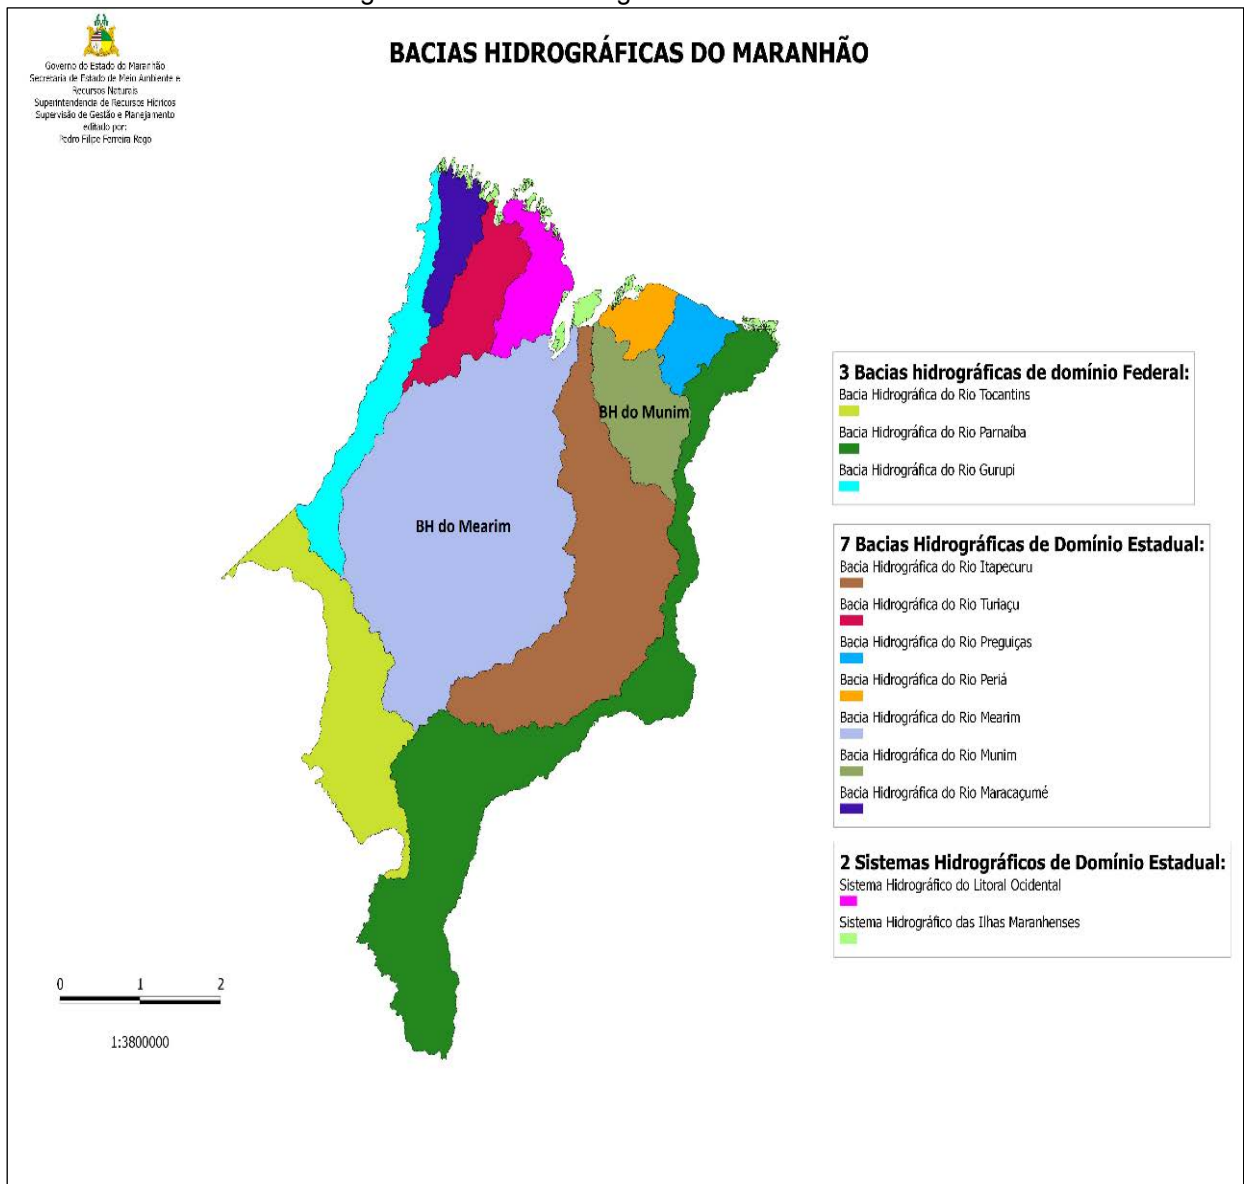 BACIAS HIDROGRÁFICAS DO MARANHÃO
Governo do Estado do Maranhão
Secretaria de Estado de Meio Ambiente e
Recursos Naturais
Superintendencia de Recursos Hídricos
Supervisão de Gestão e Planejamento
editado por:
Pedro Filipe Ferreira Rego
BH do Munim
BH do Mearim
3 Bacias hidrográficas de domínio Federal:
Bacia Hidrográfica do Rio Tocantins
Bacia Hidrográfica do Rio Parnaíba
Bacia Hidrográfica do Rio Gurupi
7 Bacias Hidrográficas de Domínio Estadual:
Bacia Hidrográfica do Rio Itapecuru
Bacia Hidrográfica do Rio Turiaçu
Bacia Hidrográfica do Rio Preguiças
Bacia Hidrográfica do Rio Periá
Bacia Hidrográfica do Rio Mearim
Bacia Hidrográfica do Rio Munim
Bacia Hidrográfica do Rio Maracaçumé
2 Sistemas Hidrográficos de Domínio Estadual:
Sistema Hidrográfico do Litoral Ocidental
Sistema Hidrográfico das Ilhas Maranhenses
0 1 2
1:3800000